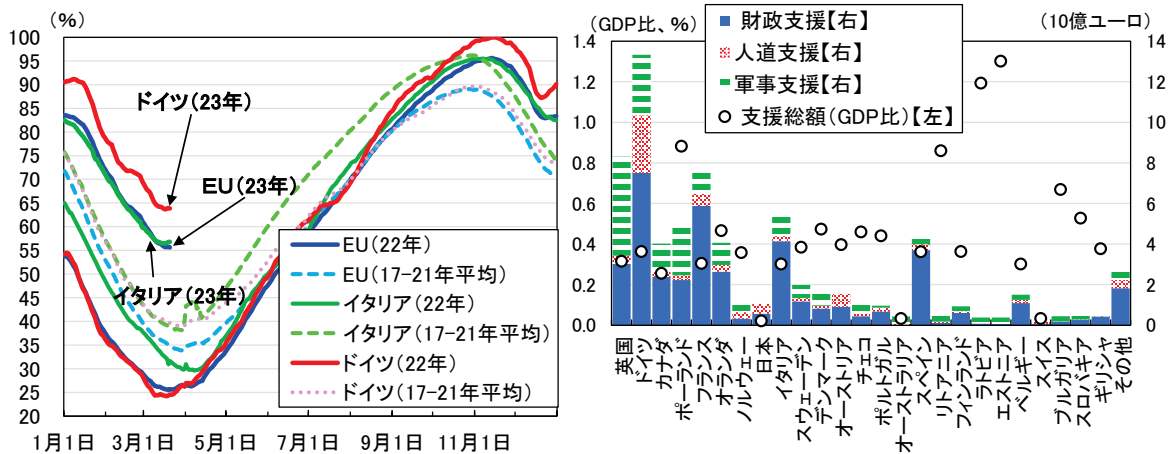 (%)
100
95
90
85
80
75
70
65
60
55
50
45
40
35
30
25
20
1月1日
3月1日
5月1日
7月1日
9月1日
11月1日
ドイツ(23年)
EU(23年)
イタリア(23年)
EU(22年)
EU(17-21年平均)
イタリア(22年)
イタリア(17-21年平均)
ドイツ(22年)
ドイツ(17-21年平均)
(GDP比、%)
(10億ユーロ)
財政支援【右】
人道支援【右】
軍事支援【右】
支援総額(GDP比)【左】
1.4
1.2
1.0
0.8
0.6
0.4
0.2
0.0
14
12
10
8
6
4
2
0
英国
ドイツ
カナダ
ポーランド
フランス
オランダ
ノルウェー
日本
イタリア
スウェーデン
デンマーク
オーストリア
チェコ
ポルトガル
オーストラリア
スペイン
リトアニア
フィンランド
ラトビア
エストニア
ベルギー
スイス
ブルガリア
スロバキア
ギリシャ
その他